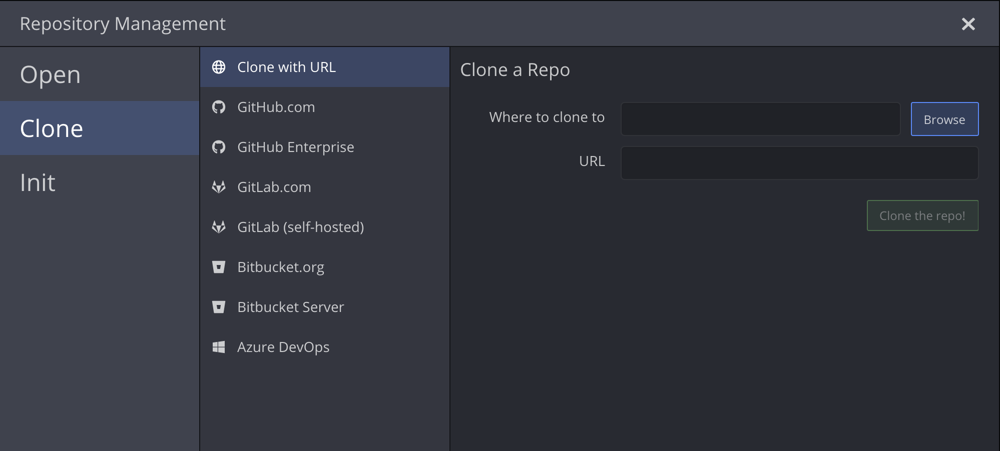 Repository Management
Open
Clone
Init
Clone with URL
GitHub.com
GitHub Enterprise
GitLab.com
GitLab (self-hosted)
Bitbucket.org
Bitbucket Server
Azure DevOps
Clone a Repo
Where to clone to
Browse
URL
Clone the repo!